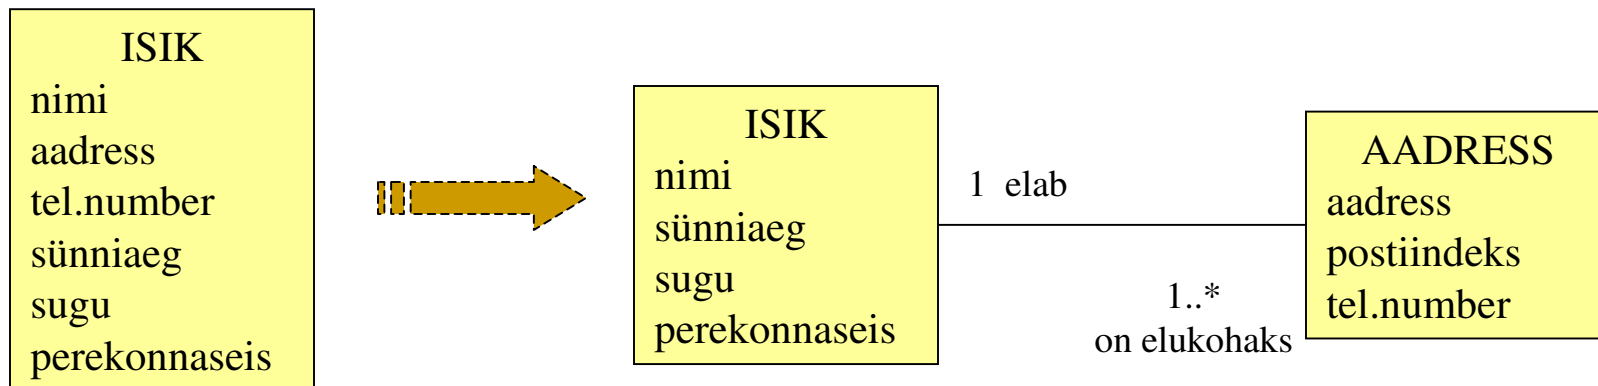 ISIK
nimi
aadress
tel.number
sünniaeg
sugu
perekonnaseis
ISIK
nimi
sünniaeg
sugu
perekonnaseis
1 elab
1..*
on elukohaks
AADRESS
aadress
postiindeks
tel.number